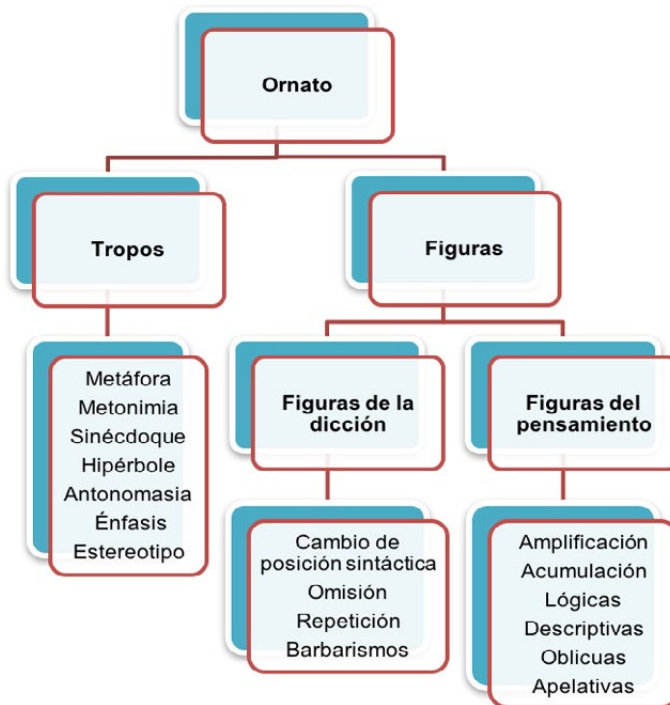 Ornato
Tropos
Figuras
Metáfora
Metonimia
Sinécdoque
Hipérbole
Antonomasia
Énfasis
Estereotipo
Figuras de la
dicción
Figuras del
pensamiento
Cambio de
posición sintáctica
Omisión
Repetición
Barbarismos
Amplificación
Acumulación
Lógicas
Descriptivas
Oblicuas
Apelativas